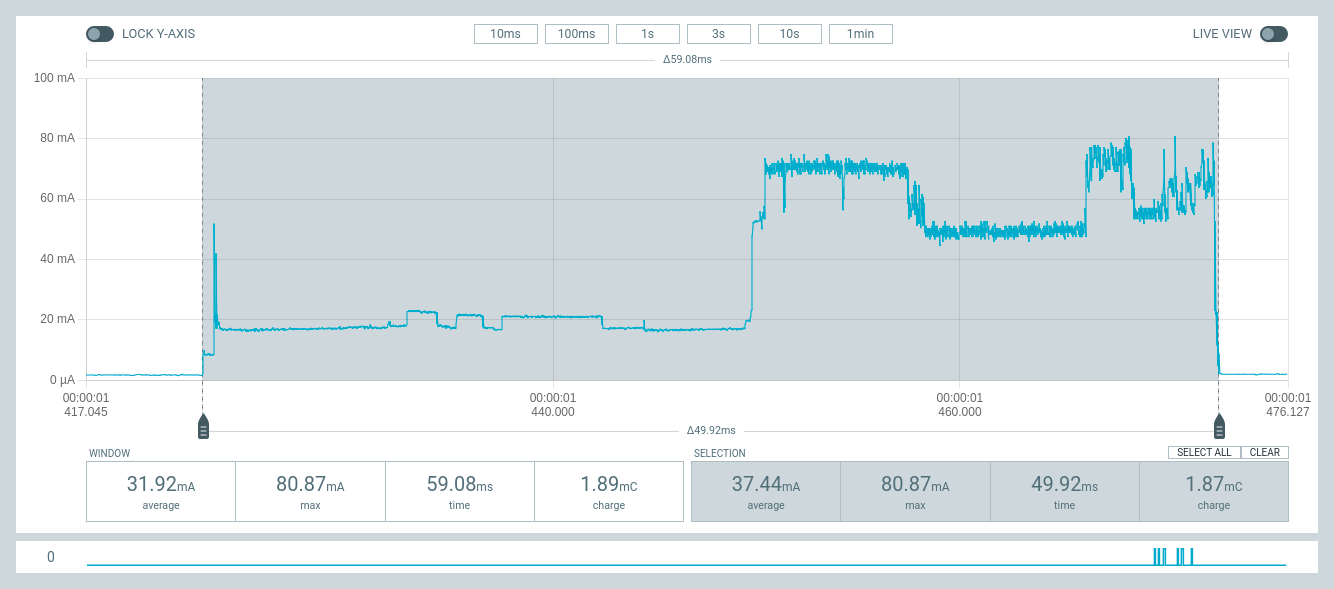 LOCK Y-AXIS 10ms 100ms 1s 3s 10s 1min LIVE VIEW
Δ59.08ms
100 mA
80 mA
60 mA
40 mA
20 mA
0 µA
00:00:01 00:00:01 00:00:01 00:00:01
417.045 440.000 460.000 476.127
Δ49.92ms
WINDOW SELECTION SELECT ALL CLEAR
31.92mA 80.87mA 59.08ms 1.89mC 37.44mA 80.87mA 49.92ms 1.87mC
average max time charge average max time charge
0